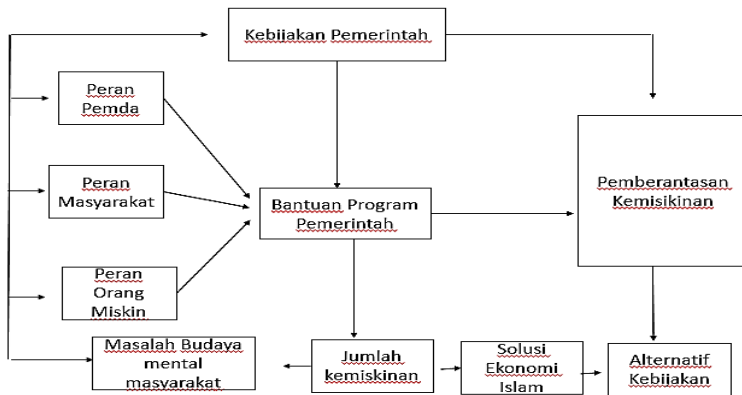 Kebijakan Pemerintah
Peran
Pemda
Peran
Masyarakat
Bantuan Program
Pemerintah
Pemberantasan
Kemisikinan
Peran
Orang
Miskin
Masalah Budaya
mental
masyarakat
Jumlah
kemiskinan
Solusi
Ekonomi
Islam
Alternatif
Kebijakan